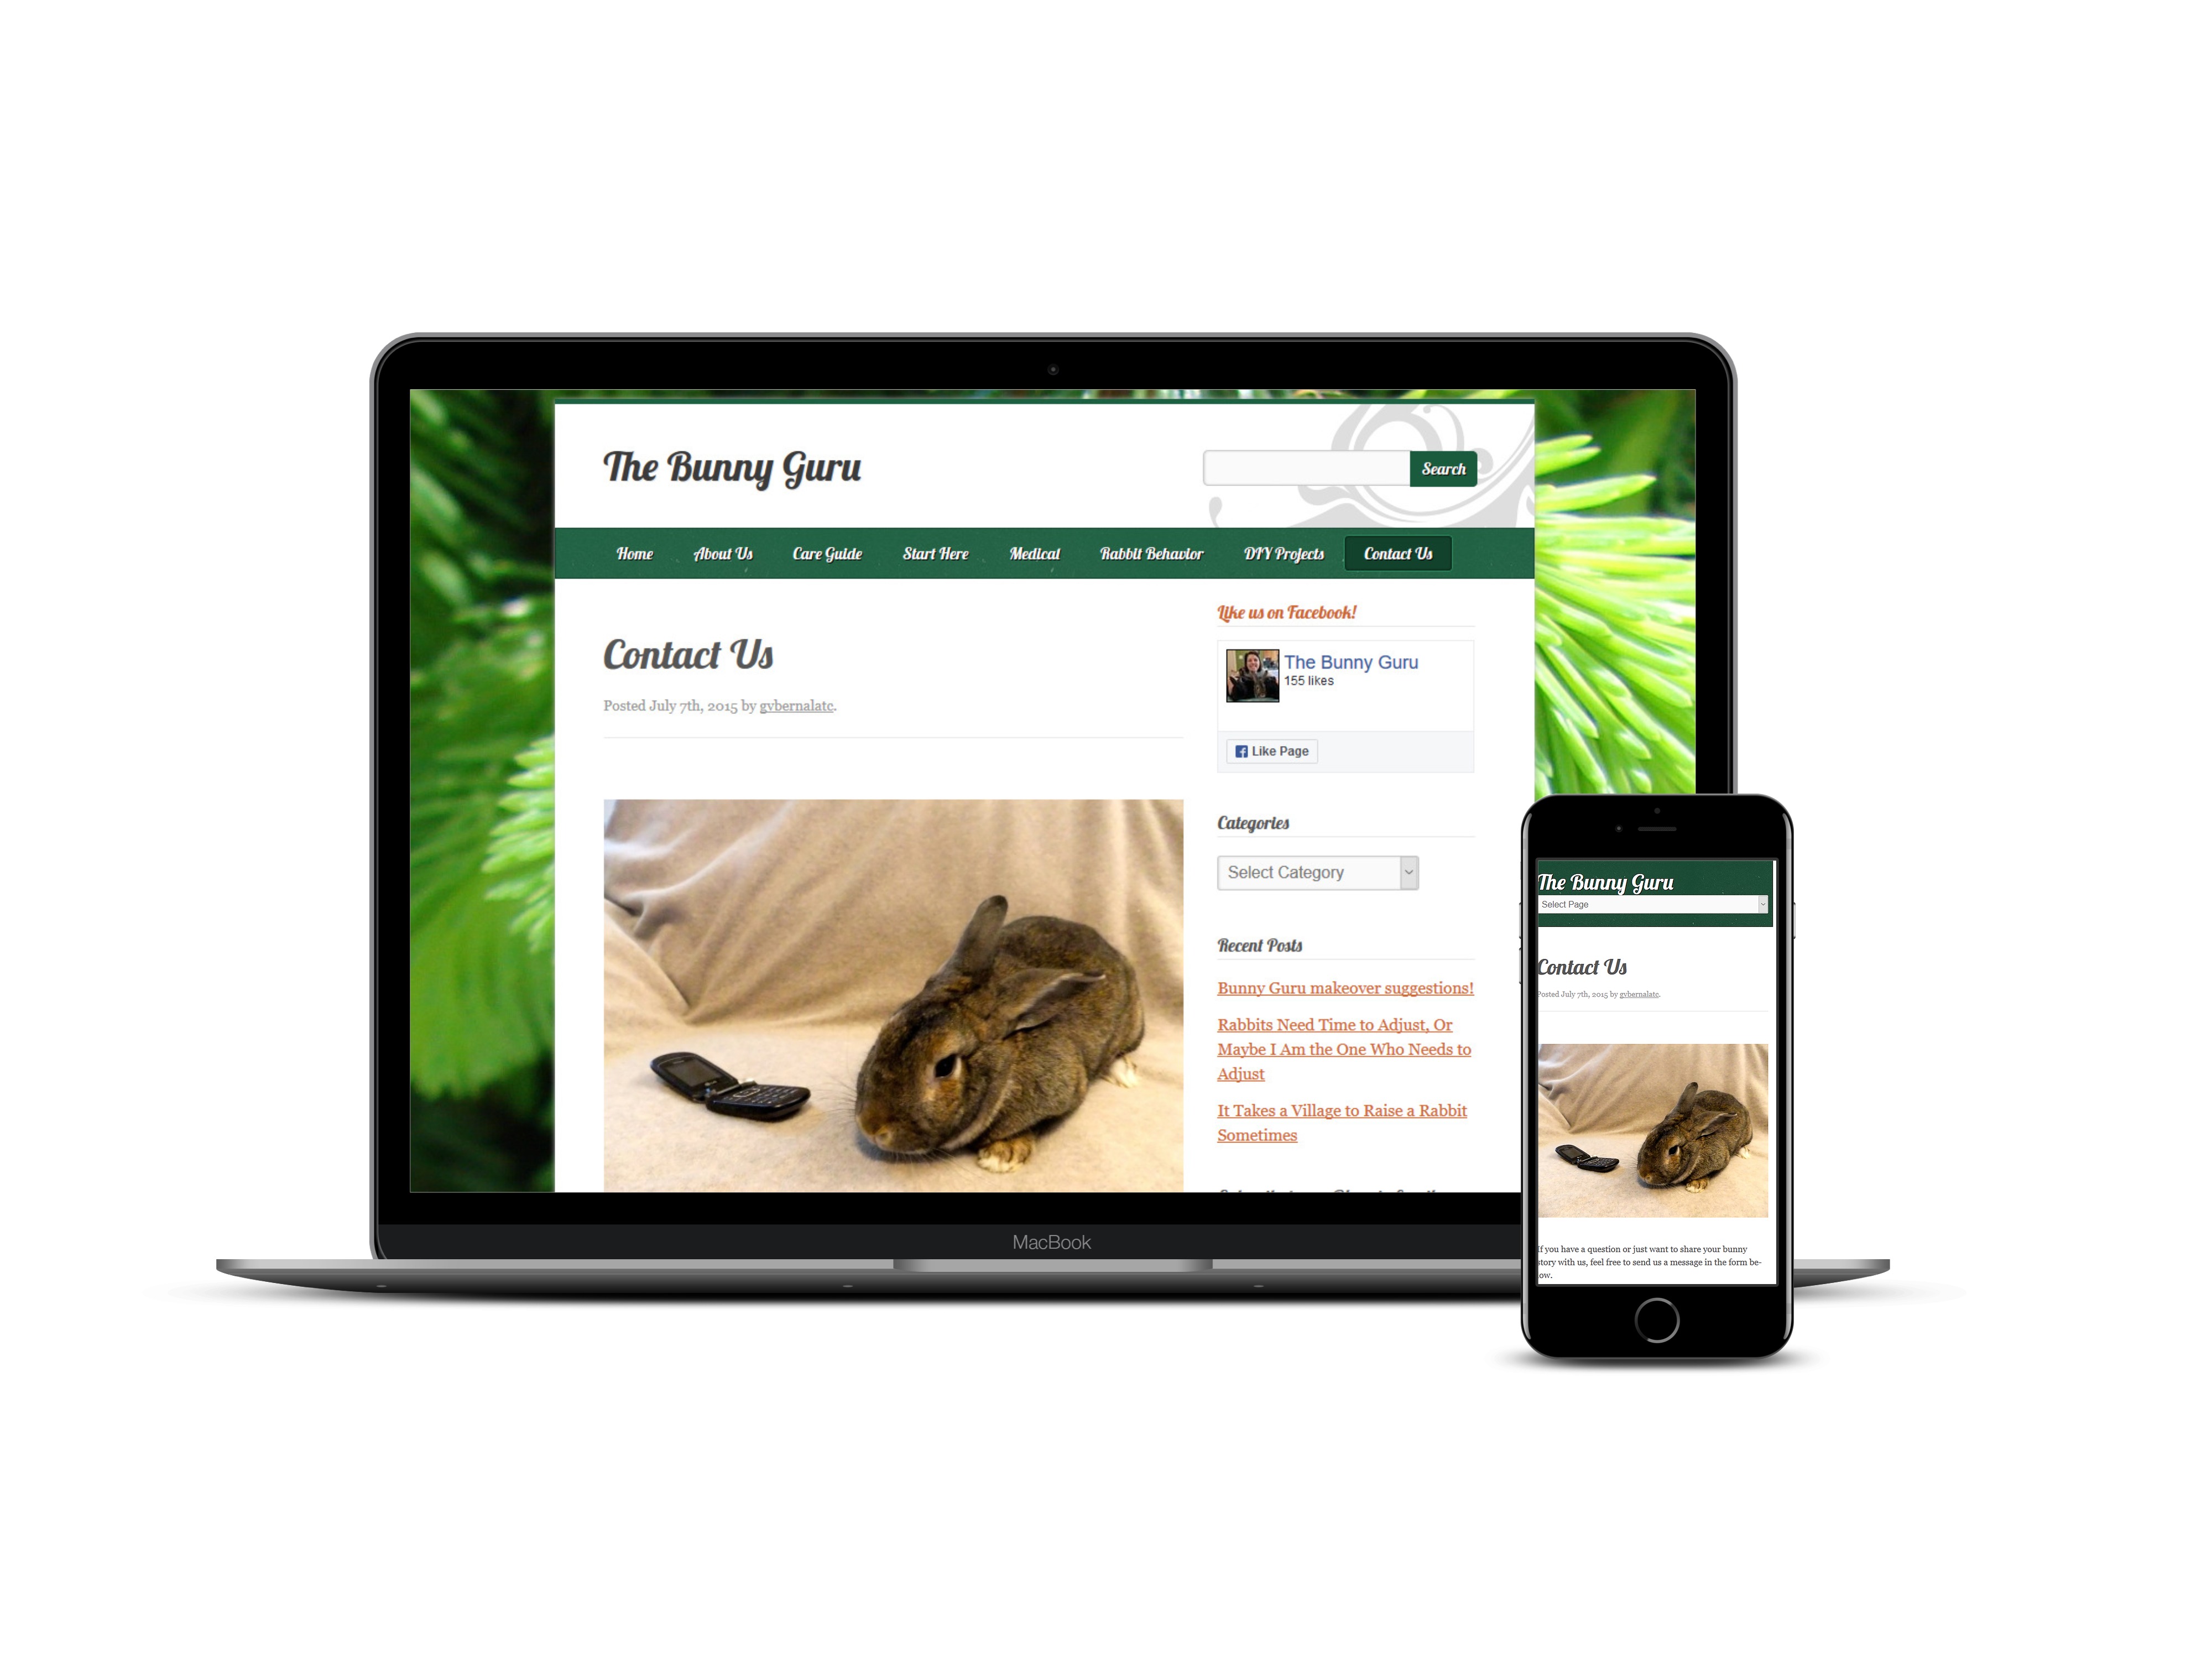 The Bunny Guru
Search
Home About Us Care Guide Start Here Medical Rabbit Behavior DIY Projects Contact Us
Contact Us
Posted July 7th, 2015 by gvbernalatc.
Like us on Facebook!
The Bunny Guru
155 likes
Like Page
Categories
Select Category
Recent Posts
Bunny Guru makeover suggestions!
Rabbits Need Time to Adjust, Or
Maybe I Am the One Who Needs to
Adjust
It Takes a Village to Raise a Rabbit
Sometimes
MacBook
The Bunny Guru
Select Page
Contact Us
Posted July 7th, 2015 by gvbernalatc.
If you have a question or just want to share your bunny
story with us, feel free to send us a message in the form be-
low.